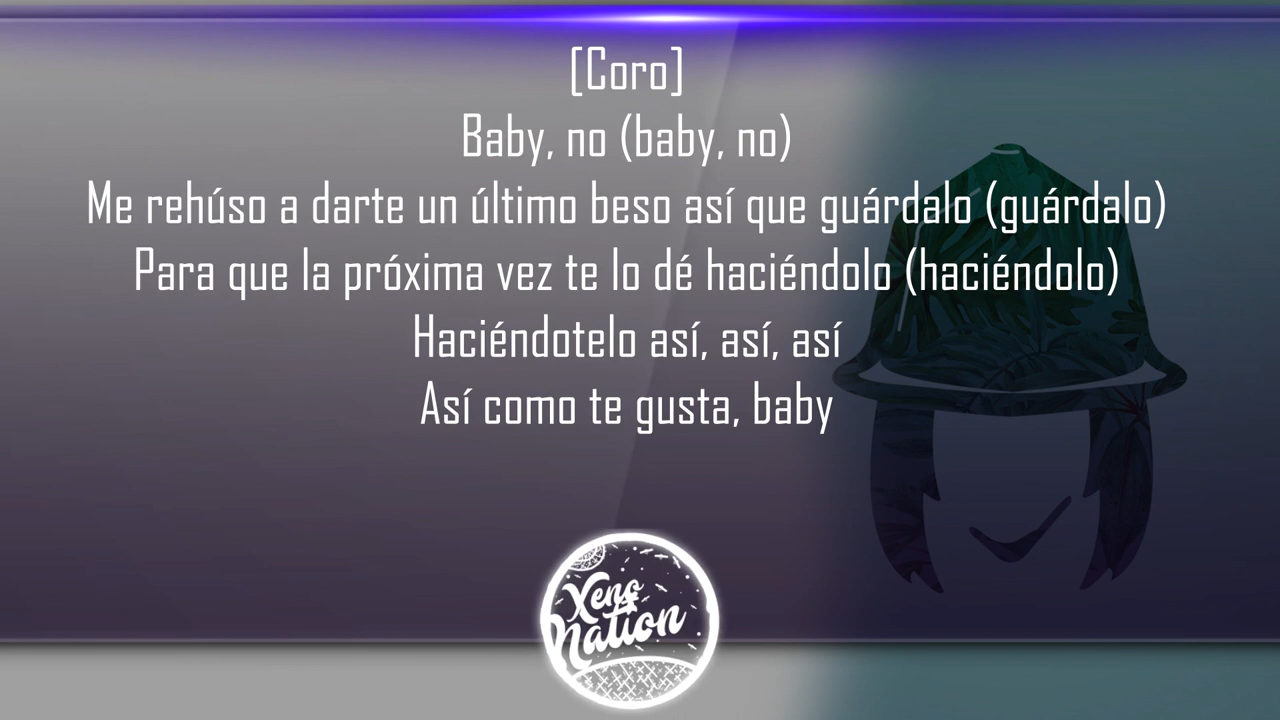 [Coro]
Baby, no (baby, no)
Me rehúso a darte un último beso así que guárdalo (guárdalo)
Para que la próxima vez te lo dé haciéndolo (haciéndolo)
Haciéndotelo así, así, así
Así como te gusta, baby
Xeno
Nation